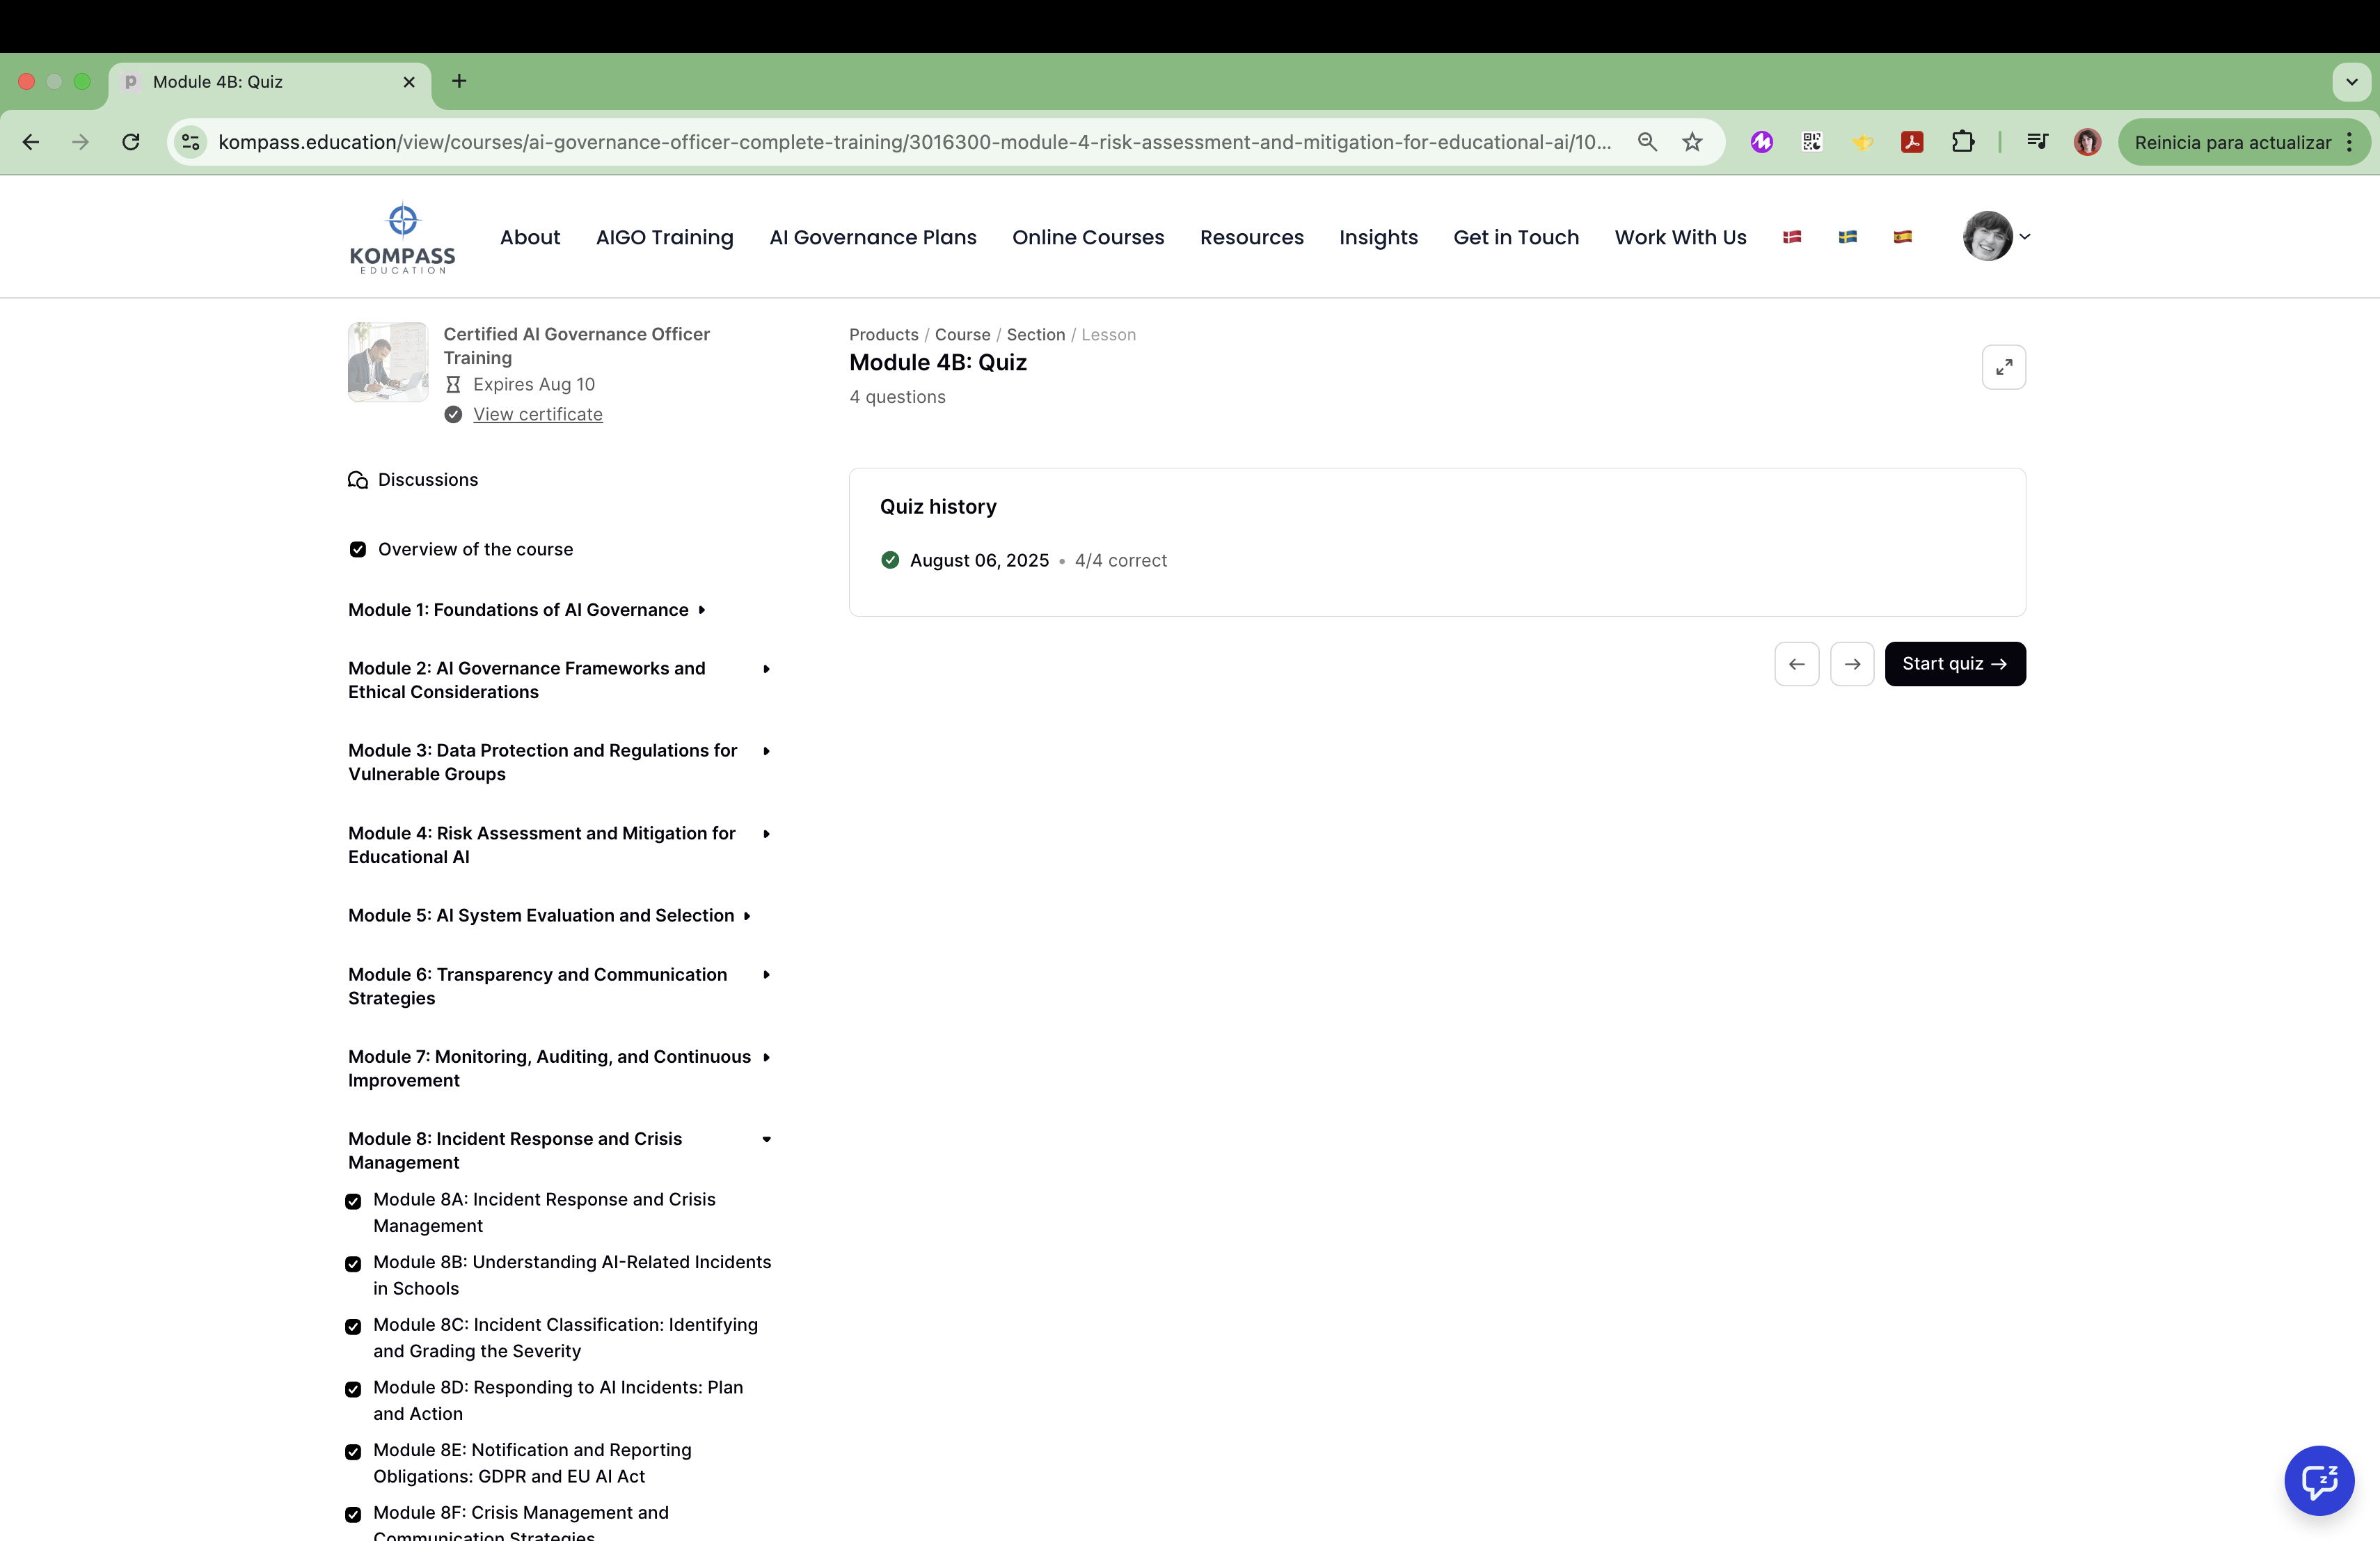 Module 4B: Quiz
kompass.education/view/courses/ai-governance-officer-complete-training/3016300-module-4-risk-assessment-and-mitigation-for-educational-ai/10...
Reinicia para actualizar
KOMPASS
EDUCATION
About
AIGO Training
AI Governance Plans
Online Courses
Resources
Insights
Get in Touch
Work With Us
Certified AI Governance Officer
Training
Expires Aug 10
View certificate
Discussions
Overview of the course
Module 1: Foundations of AI Governance
Module 2: AI Governance Frameworks and
Ethical Considerations
Module 3: Data Protection and Regulations for
Vulnerable Groups
Module 4: Risk Assessment and Mitigation for
Educational AI
Module 5: AI System Evaluation and Selection
Module 6: Transparency and Communication
Strategies
Module 7: Monitoring, Auditing, and Continuous
Improvement
Module 8: Incident Response and Crisis
Management
Module 8A: Incident Response and Crisis
Management
Module 8B: Understanding AI-Related Incidents
in Schools
Module 8C: Incident Classification: Identifying
and Grading the Severity
Module 8D: Responding to AI Incidents: Plan
and Action
Module 8E: Notification and Reporting
Obligations: GDPR and EU AI Act
Module 8F: Crisis Management and
Communication Strategies
Products / Course / Section / Lesson
Module 4B: Quiz
4 questions
Quiz history
August 06, 2025 • 4/4 correct
Start quiz →